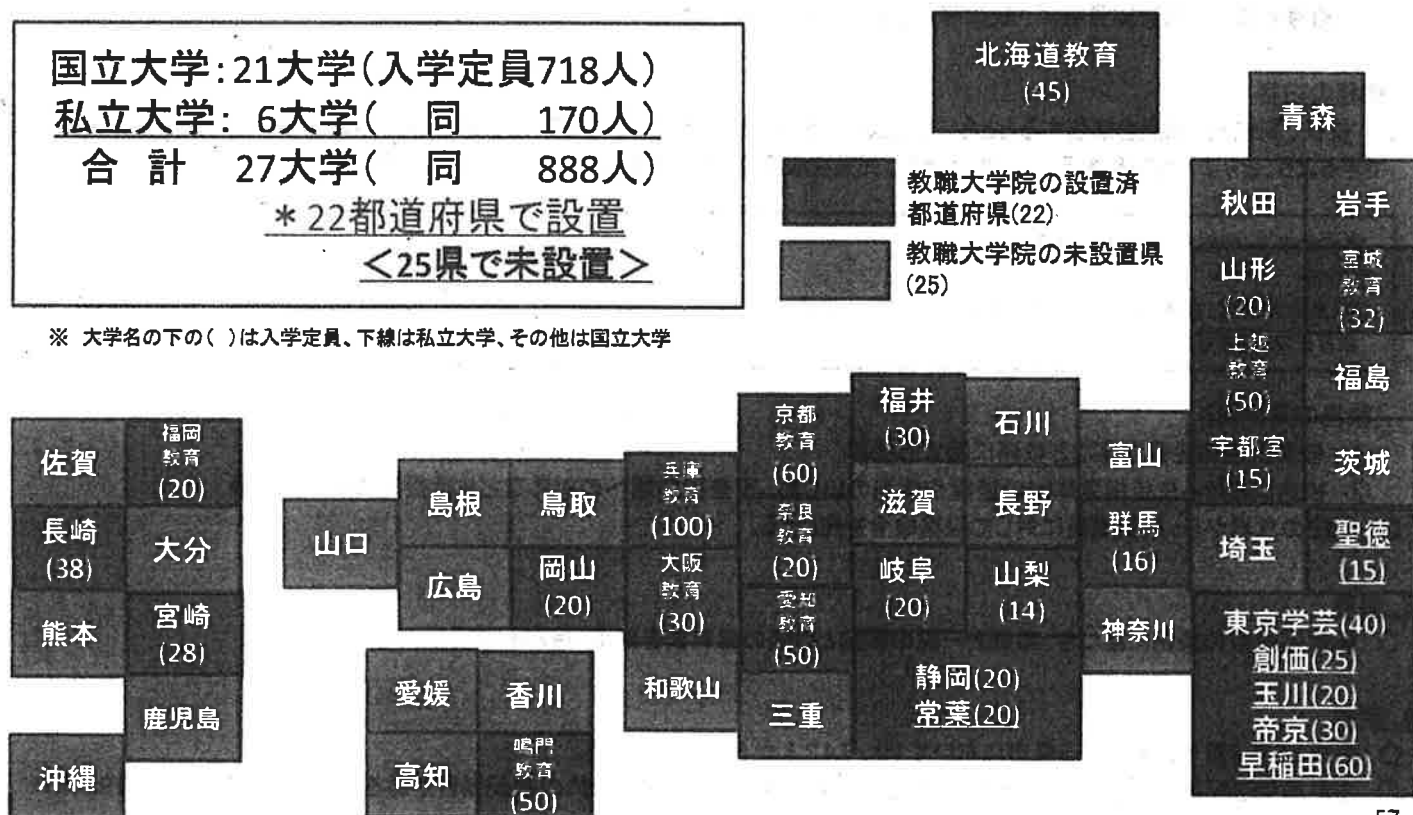 国立大学:21大学(入学定員718人)
私立大学: 6大学( 同 170人)
合 計 27大学( 同 888人)
*22都道府県で設置
<25県で未設置>
※ 大学名の下の( )は入学定員、下線は私立大学、その他は国立大学
教職大学院の設置済
都道府県(22)
教職大学院の未設置県
(25)
北海道教育
(45)
青森
秋田
岩手
山形
(20)
宮城
教育
(32)
上越
教育
(50)
福島
宇都宮
(15)
茨城
埼玉
聖徳
(15)
東京学芸(40)
創価(25)
玉川(20)
帝京(30)
早稲田(60)
富山
群馬
(16)
神奈川
福井
(30)
石川
滋賀
長野
岐阜
(20)
山梨
(14)
静岡(20)
常葉(20)
京都
教育
(60)
奈良
教育
(20)
愛知
教育
(50)
三重
兵庫
教育
(100)
大阪
教育
(30)
和歌山
島根
鳥取
広島
岡山
(20)
山口
愛媛
香川
高知
鳴門
教育
(50)
佐賀
福岡
教育
(20)
長崎
(38)
大分
熊本
宮崎
(28)
鹿児島
沖縄
57